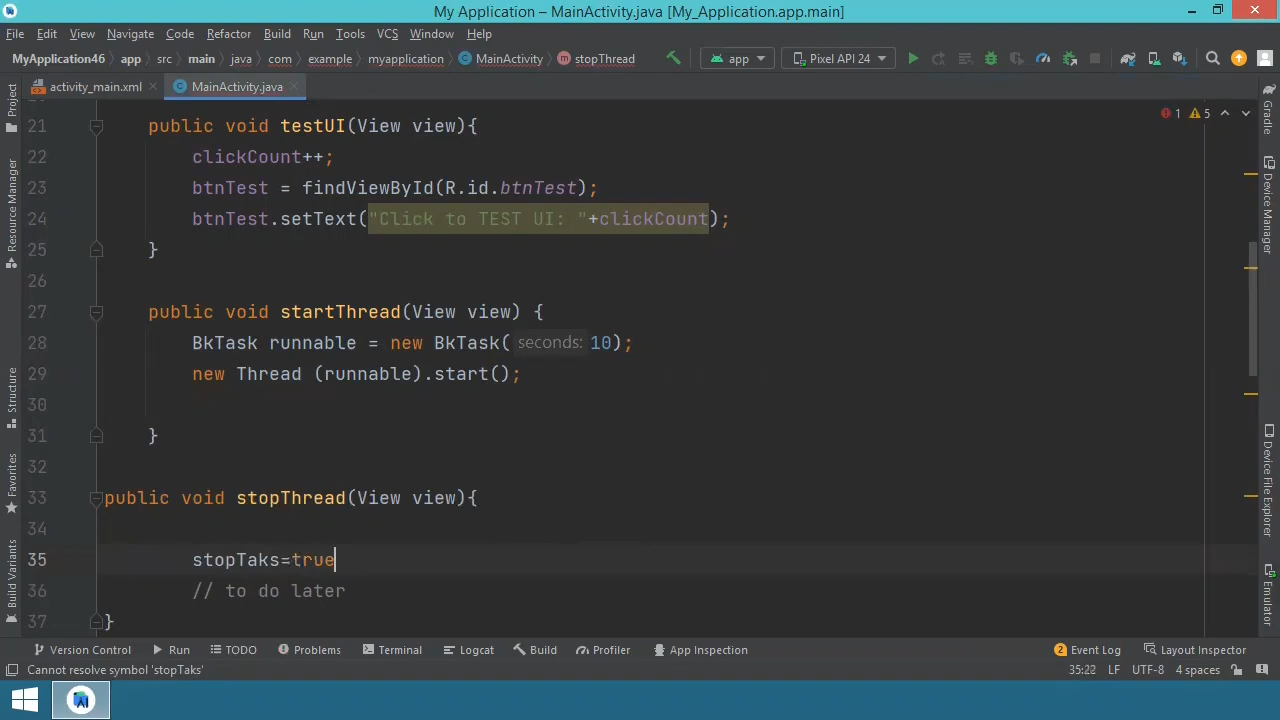 My Application – MainActivity.java [My_Application.app.main]
File Edit View Navigate Code Refactor Build Run Tools VCS Window Help
MyApplication46 app src main java com example myapplication MainActivity stopThread app Pixel API 24
activity_main.xml MainActivity.java
Project
Resource Manager
Structure
Favorites
Build Variants
1 5
21 public void testUI(View view){
22 clickCount++;
23 btnTest = findViewById(R.id.btnTest);
24 btnTest.setText("Click to TEST UI: "+clickCount);
25 }
26
27 public void startThread(View view) {
28 BkTask runnable = new BkTask( seconds: 10);
29 new Thread (runnable).start();
30
31 }
32
33 public void stopThread(View view){
34
35 stopTaks=true
36 // to do later
37 }
Gradle
Device Manager
Device File Explorer
Emulator
Version Control Run TODO Problems Terminal Logcat Build Profiler App Inspection 2 Event Log Layout Inspector
Cannot resolve symbol 'stopTaks' 35:22 LF UTF-8 4 spaces